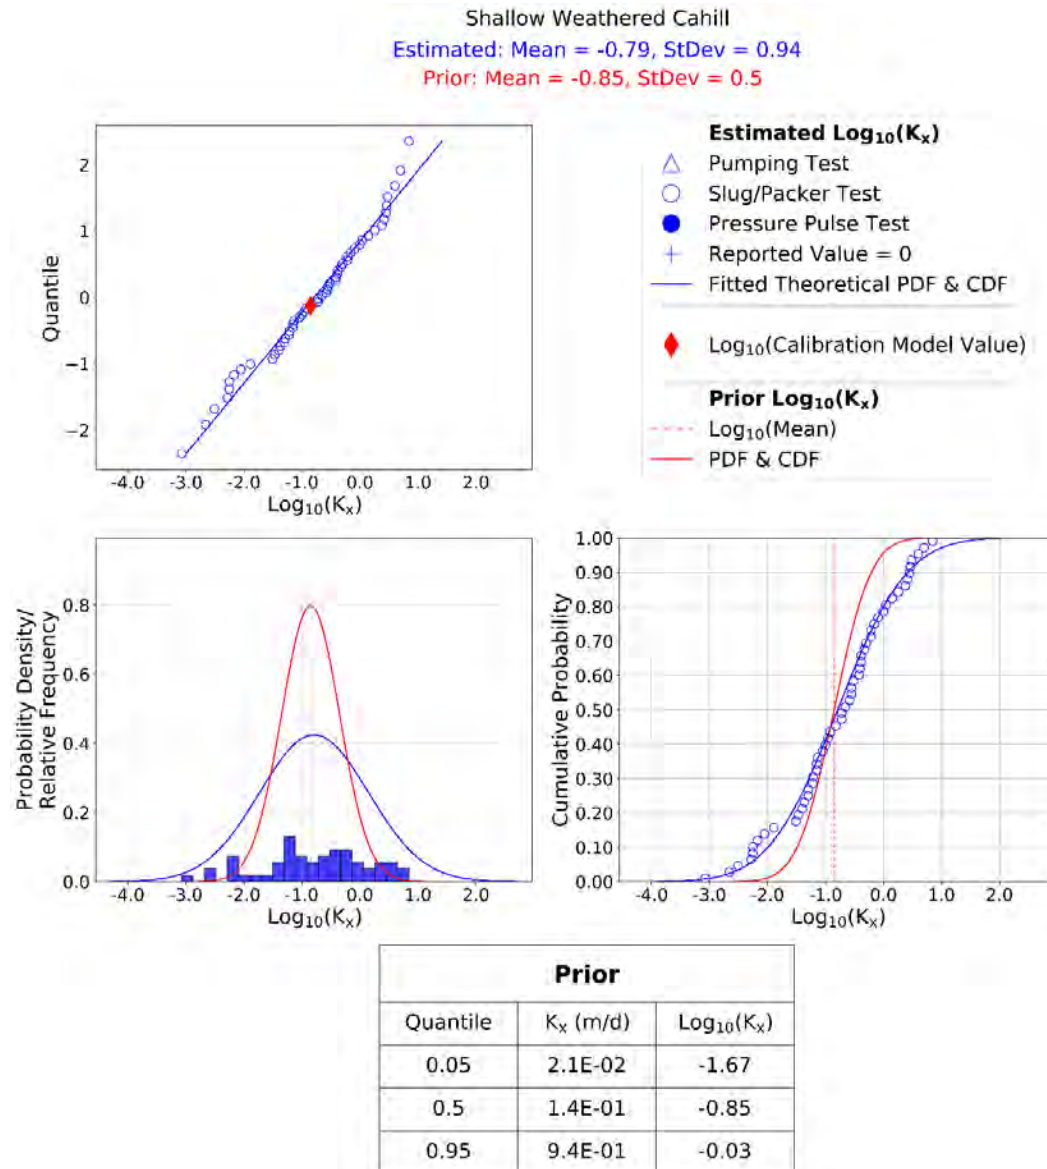 Shallow Weathered Cahill
Estimated: Mean = -0.79, StDev = 0.94
Prior: Mean = -0.85, StDev = 0.5
Quantile
2
1
0
−1
−2
-4.0 -3.0 -2.0 -1.0 0.0 1.0 2.0
Log10(Kx)
Estimated Log10(Kx)
Pumping Test
Slug/Packer Test
Pressure Pulse Test
Reported Value = 0
Fitted Theoretical PDF & CDF
Log10(Calibration Model Value)
Prior Log10(Kx)
Log10(Mean)
PDF & CDF
Probability Density/
Relative Frequency
0.8
0.6
0.4
0.2
0.0
-4.0 -3.0 -2.0 -1.0 0.0 1.0 2.0
Log10(Kx)
Cumulative Probability
1.00
0.90
0.80
0.70
0.60
0.50
0.40
0.30
0.20
0.10
0.00
-4.0 -3.0 -2.0 -1.0 0.0 1.0 2.0
Log10(Kx)
Prior
Quantile Kx (m/d) Log10(Kx)
0.05 2.1E-02 -1.67
0.5 1.4E-01 -0.85
0.95 9.4E-01 -0.03